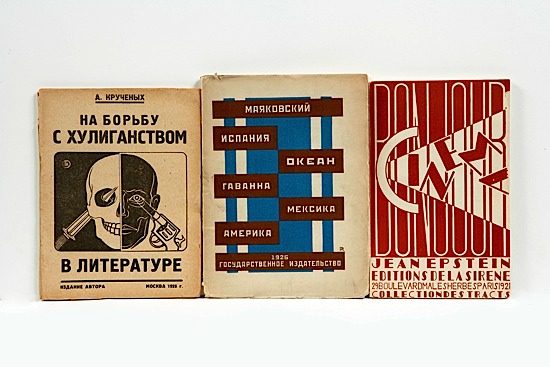 А. КРУЧЕНЫХ
НА БОРЬБУ
С ХУЛИГАНСТВОМ
В ЛИТЕРАТУРЕ
ИЗДАНИЕ АВТОРА МОСКВА 1926 г.
МАЯКОВСКИЙ
ИСПАНИЯ
ОКЕАН
ГАВАННА
МЕКСИКА
АМЕРИКА
1926
ГОСУДАРСТВЕННОЕ ИЗДАТЕЛЬСТВО
BONJOUR
CINEMA
BONJOUR
JEAN EPSTEIN
EDITIONS DE LA SIRENE
29 BOULEVARD MALESHERBES PARIS 1921
COLLECTION DES TRACTS